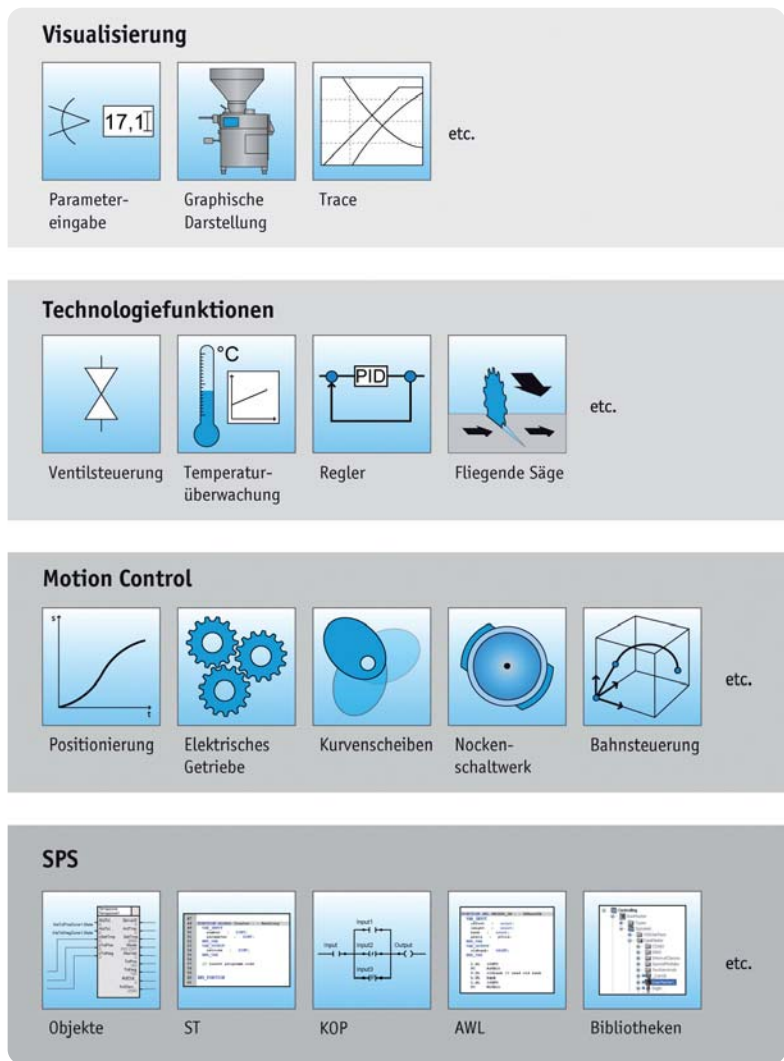 Visualisierung
17,1
etc.
Parameter-
eingabe
Graphische
Darstellung
Trace
Technologiefunktionen
°C
PID
etc.
Ventilsteuerung
Temperatur-
überwachung
Regler
Fliegende Säge
Motion Control
s
t
etc.
Positionierung
Elektrisches
Getriebe
Kurvenscheiben
Nocken-
schaltwerk
Bahnsteuerung
SPS
Input1
Input Input2 Output
Input3
etc.
Objekte
ST
KOP
AWL
Bibliotheken